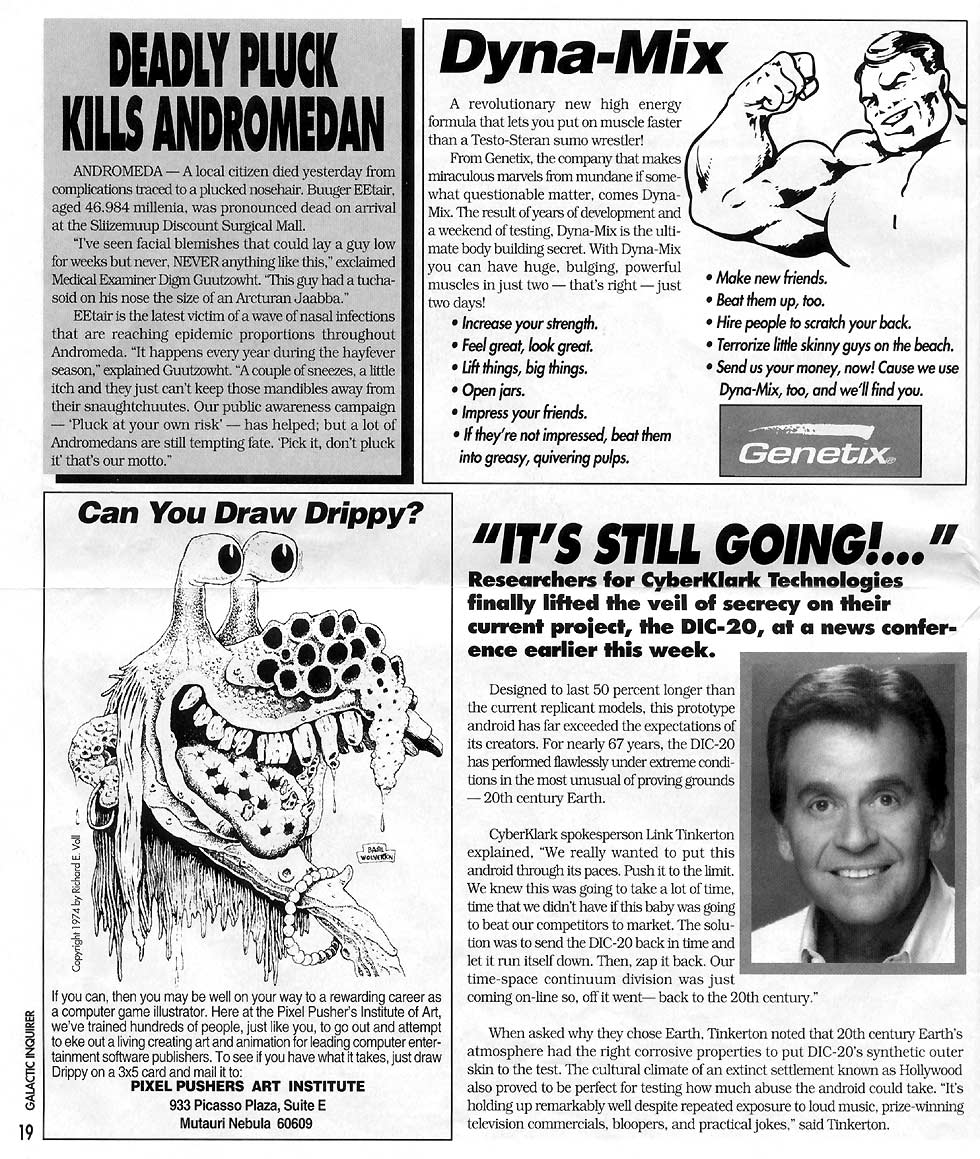 DEADLY PLUCK
KILLS ANDROMEDAN
ANDROMEDA — A local citizen died yesterday from
complications traced to a plucked nosehair. Buuger EEtair,
aged 46.984 millenia, was pronounced dead on arrival
at the Sliizemuup Discount Surgical Mall.
"I've seen facial blemishes that could lay a guy low
for weeks but never, NEVER anything like this," exclaimed
Medical Examiner Digm Guutzowht. "This guy had a tucha-
soid on his nose the size of an Arcturan Jaabba."
EEtair is the latest victim of a wave of nasal infections
that are reaching epidemic proportions throughout
Andromeda. "It happens every year during the hayfever
season," explained Guutzowht. "A couple of sneezes, a little
itch and they just can't keep those mandibles away from
their snaughtchuutes. Our public awareness campaign
— 'Pluck at your own risk' — has helped; but a lot of
Andromedans are still tempting fate. 'Pick it, don't pluck
it' that's our motto."
Dyna-Mix
A revolutionary new high energy
formula that lets you put on muscle faster
than a Testo-Steran sumo wrestler!
From Genetix, the company that makes
miraculous marvels from mundane if some-
what questionable matter, comes Dyna-
Mix. The result of years of development and
a weekend of testing, Dyna-Mix is the ulti-
mate body building secret. With Dyna-Mix
you can have huge, bulging, powerful
muscles in just two — that's right — just
two days!
• Increase your strength.
• Feel great, look great.
• Lift things, big things.
• Open jars.
• Impress your friends.
• If they're not impressed, beat them
into greasy, quivering pulps.
• Make new friends.
• Beat them up, too.
• Hire people to scratch your back.
• Terrorize little skinny guys on the beach.
• Send us your money, now! Cause we use
Dyna-Mix, too, and we'll find you.
Genetix®
Can You Draw Drippy?
BASIL
WOLVERTON
Copyright 1974 by Richard E. Voll
If you can, then you may be well on your way to a rewarding career as
a computer game illustrator. Here at the Pixel Pusher's Institute of Art,
we've trained hundreds of people, just like you, to go out and attempt
to eke out a living creating art and animation for leading computer enter-
tainment software publishers. To see if you have what it takes, just draw
Drippy on a 3x5 card and mail it to:
PIXEL PUSHERS ART INSTITUTE
933 Picasso Plaza, Suite E
Mutauri Nebula 60609
"IT'S STILL GOING!..."
Researchers for CyberKlark Technologies
finally lifted the veil of secrecy on their
current project, the DIC-20, at a news confer-
ence earlier this week.
Designed to last 50 percent longer than
the current replicant models, this prototype
android has far exceeded the expectations of
its creators. For nearly 67 years, the DIC-20
has performed flawlessly under extreme condi-
tions in the most unusual of proving grounds
— 20th century Earth.
CyberKlark spokesperson Link Tinkerton
explained, "We really wanted to put this
android through its paces. Push it to the limit.
We knew this was going to take a lot of time,
time that we didn't have if this baby was going
to beat our competitors to market. The solu-
tion was to send the DIC-20 back in time and
let it run itself down. Then, zap it back. Our
time-space continuum division was just
coming on-line so, off it went— back to the 20th century."
When asked why they chose Earth, Tinkerton noted that 20th century Earth's
atmosphere had the right corrosive properties to put DIC-20's synthetic outer
skin to the test. The cultural climate of an extinct settlement known as Hollywood
also proved to be perfect for testing how much abuse the android could take. "It's
holding up remarkably well despite repeated exposure to loud music, prize-winning
television commercials, bloopers, and practical jokes," said Tinkerton.
GALACTIC INQUIRER
19